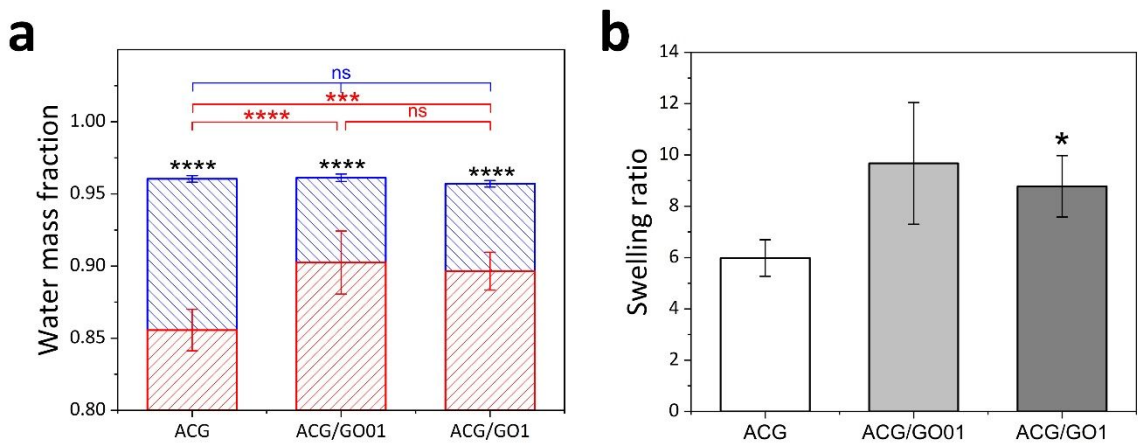 a
Water mass fraction
1.00
0.95
0.90
0.85
0.80
ns
***
****
ns
****
****
****
ACG
ACG/GO01
ACG/GO1
b
Swelling ratio
14
12
10
8
6
4
2
0
*
ACG
ACG/GO01
ACG/GO1